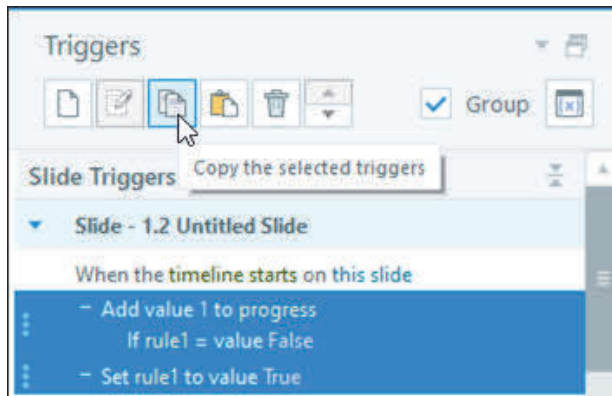 Triggers
Group
Copy the selected triggers
Slide Triggers
Slide - 1.2 Untitled Slide
When the timeline starts on this slide
- Add value 1 to progress
If rule1 = value False
- Set rule1 to value True